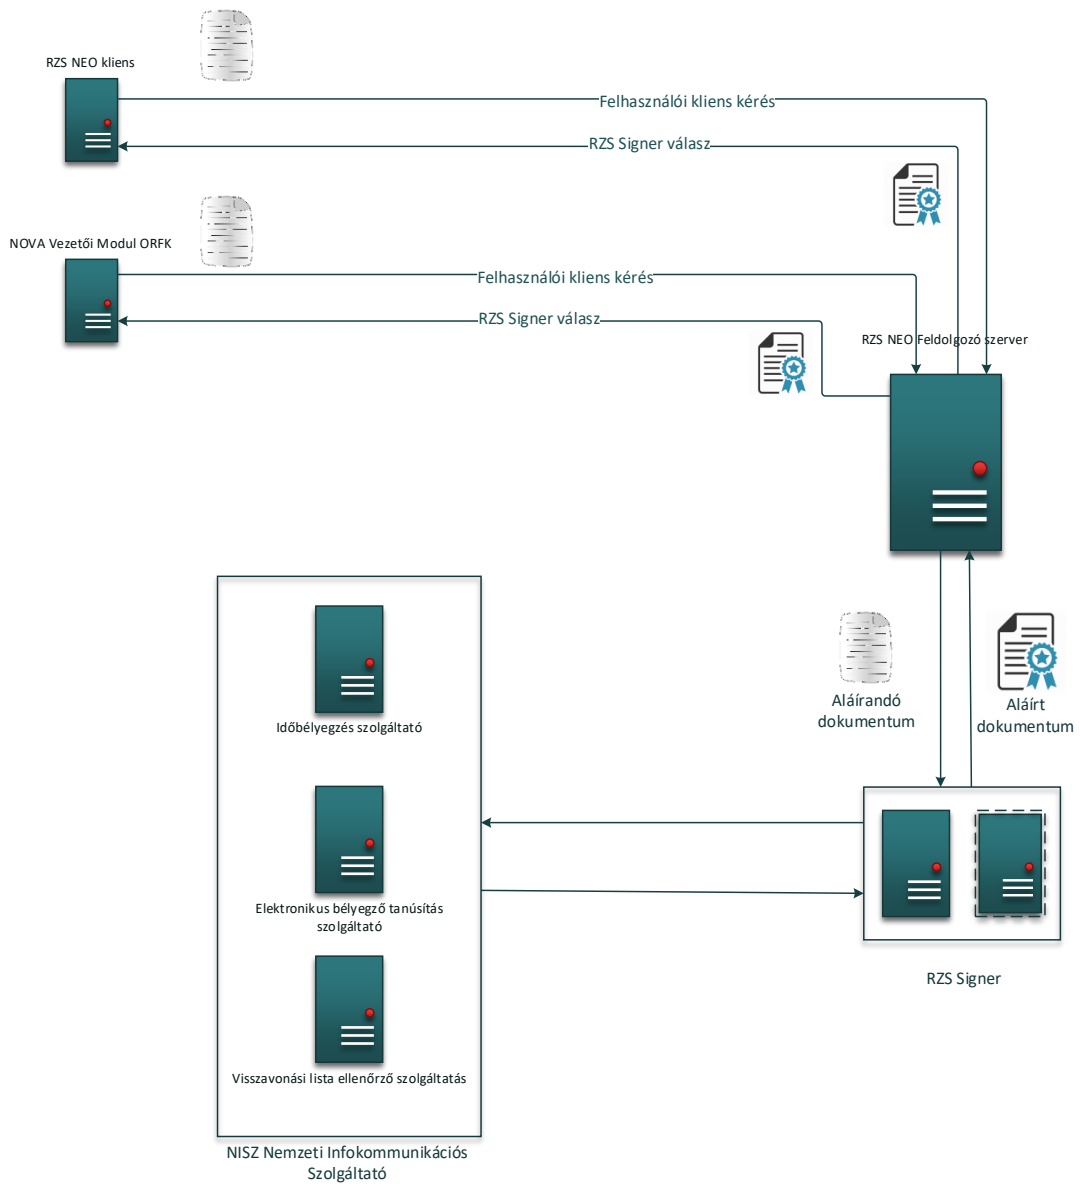 RZS NEO kliens
Felhasználói kliens kérés
RZS Signer válasz
NOVA Vezetői Modul ORFK
Felhasználói kliens kérés
RZS Signer válasz
RZS NEO Feldolgozó szerver
Aláírandó
dokumentum
Aláírt
dokumentum
Időbélyegzés szolgáltató
Elektronikus bélyegző tanúsítás
szolgáltató
Visszavonási lista ellenőrző szolgáltatás
RZS Signer
NISZ Nemzeti Infokommunikációs
Szolgáltató